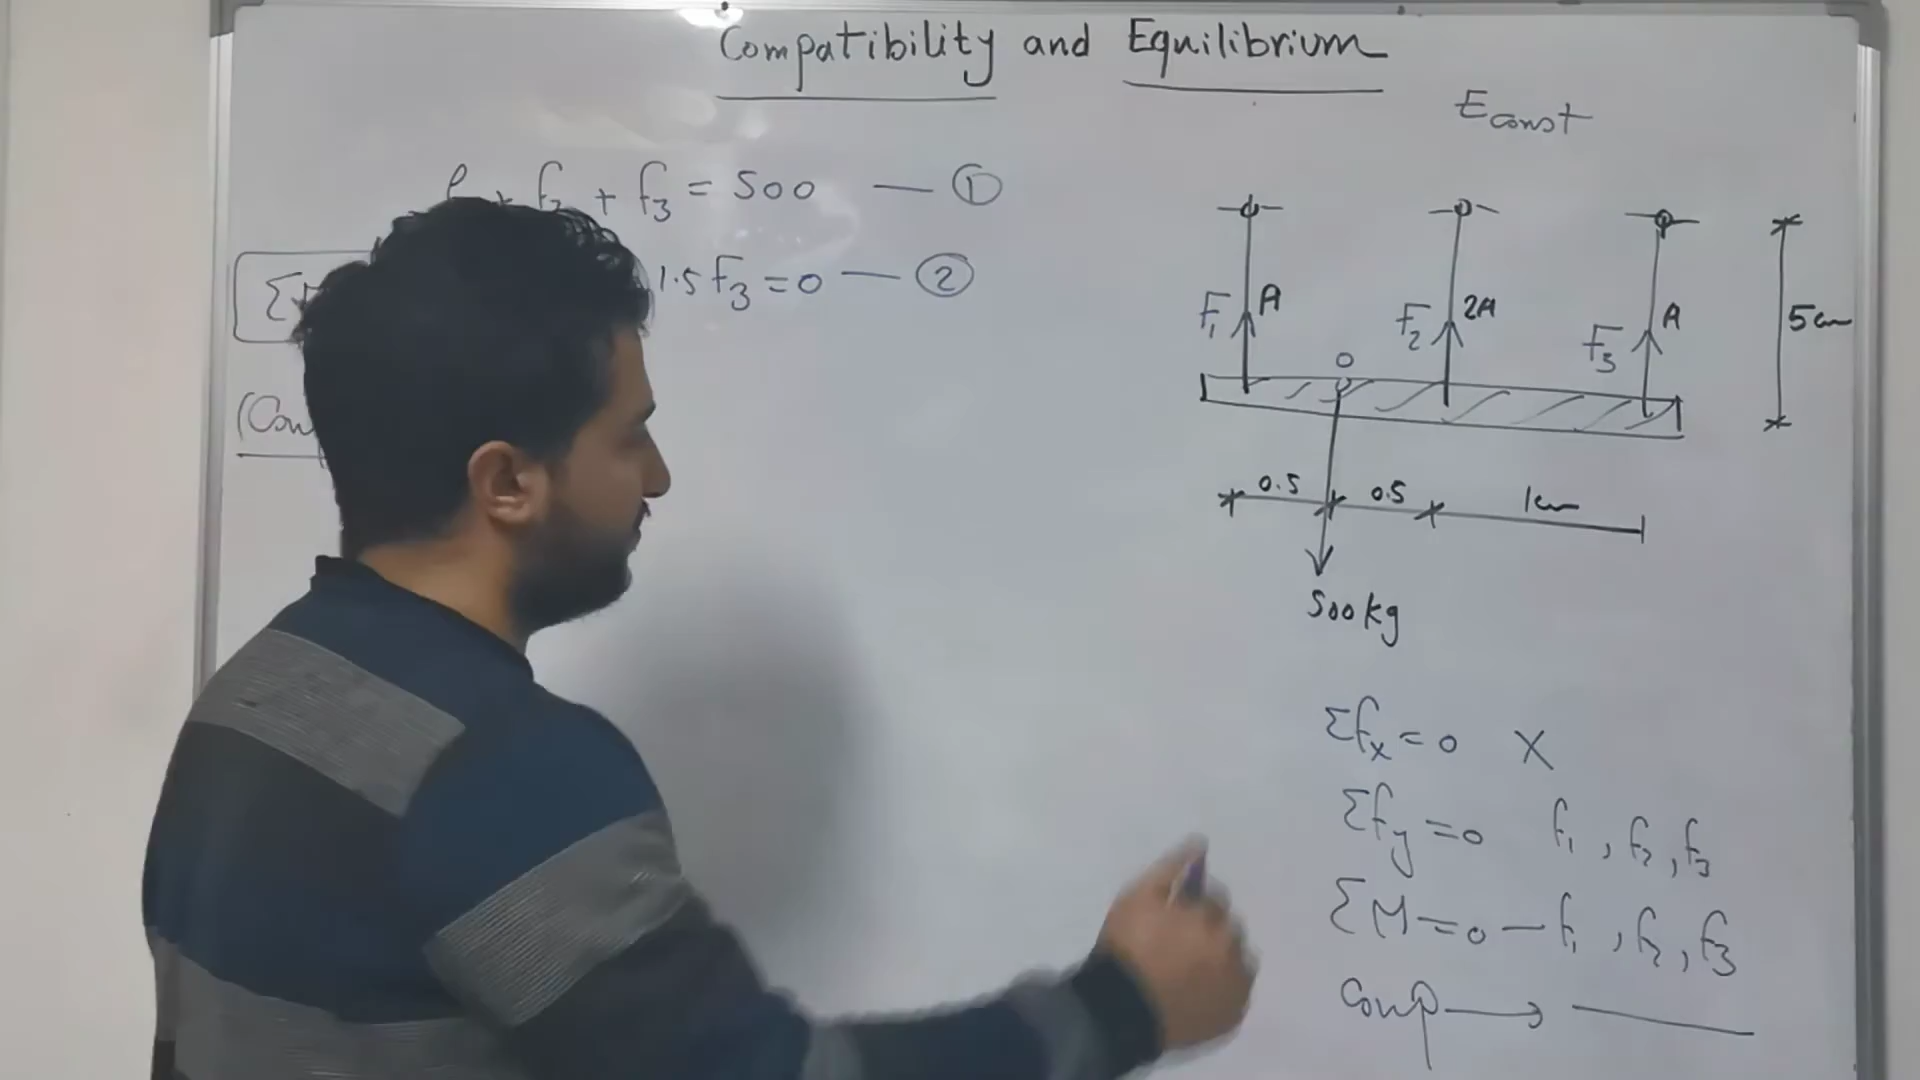 Compatibility and Equilibrium
E const
+ f2 + f3 = 500 — ①
1.5 f3 = 0 — ②
F1 A
F2 2A
F3 A
5cm
O
0.5 0.5 1cm
500kg
Σfx = 0 X
Σfy = 0 f1 , f2 , f3
ΣM = 0 — f1 , f2 , f3
Comp →